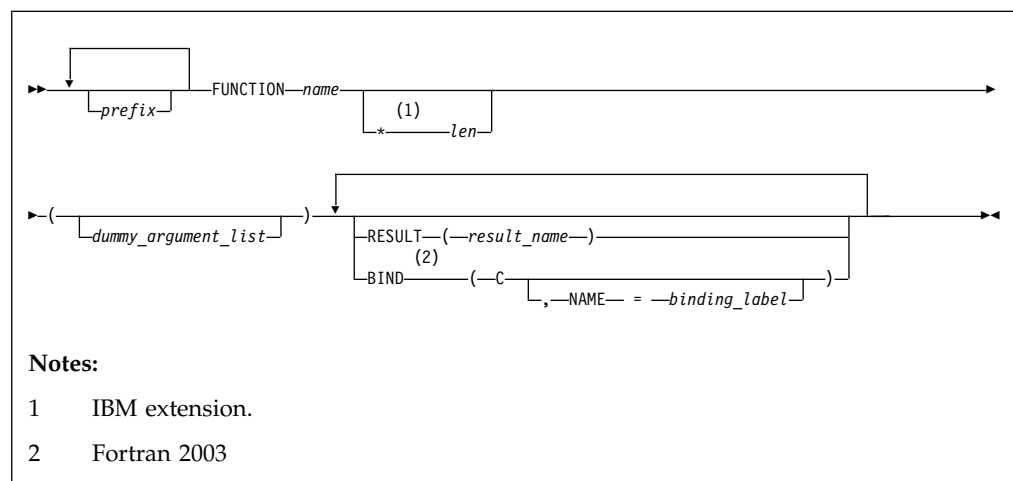 FUNCTION name
prefix
(1)
* len
( dummy_argument_list )
RESULT ( result_name )
(2)
BIND ( C )
, NAME = binding_label
Notes:
1 IBM extension.
2 Fortran 2003